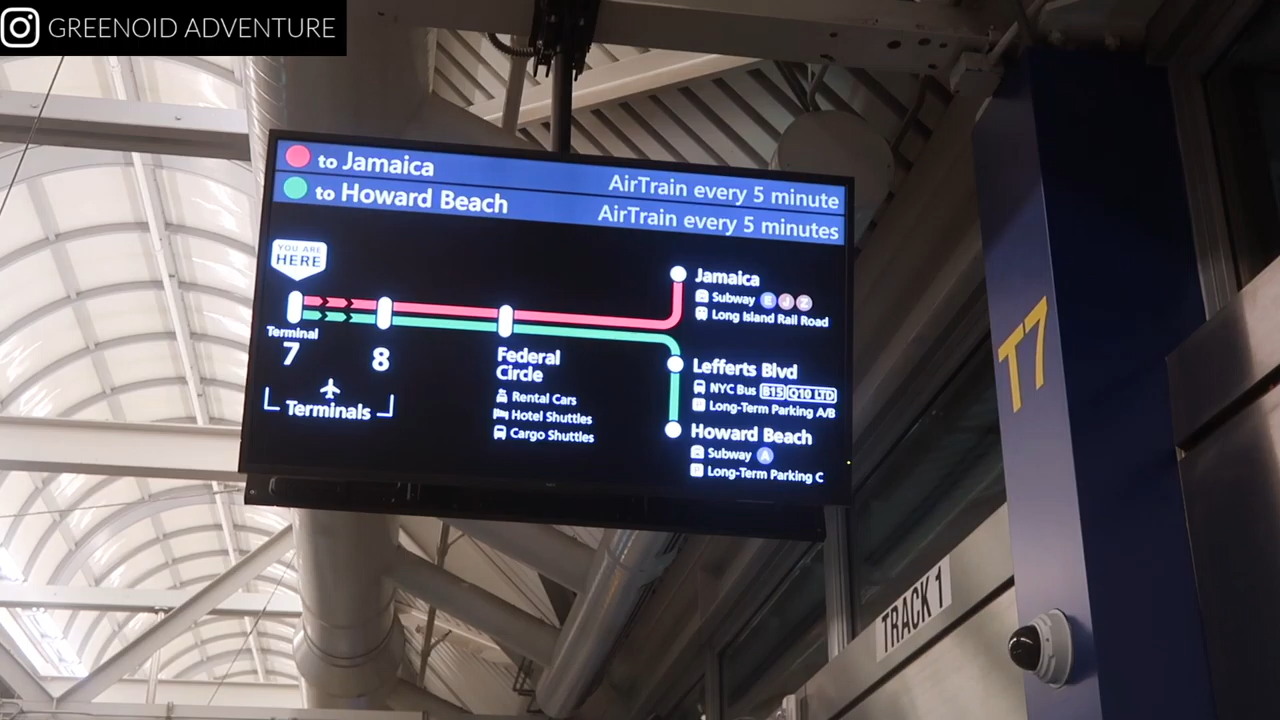 GREENOID ADVENTURE
to Jamaica
AirTrain every 5 minute
to Howard Beach
AirTrain every 5 minutes
YOU ARE
HERE
Terminal
7
8
Terminals
Federal
Circle
Rental Cars
Hotel Shuttles
Cargo Shuttles
Jamaica
Subway E J Z
Long Island Rail Road
Lefferts Blvd
NYC Bus B15 Q10 LTD
Long-Term Parking A/B
Howard Beach
Subway A
Long-Term Parking C
T7
TRACK 1